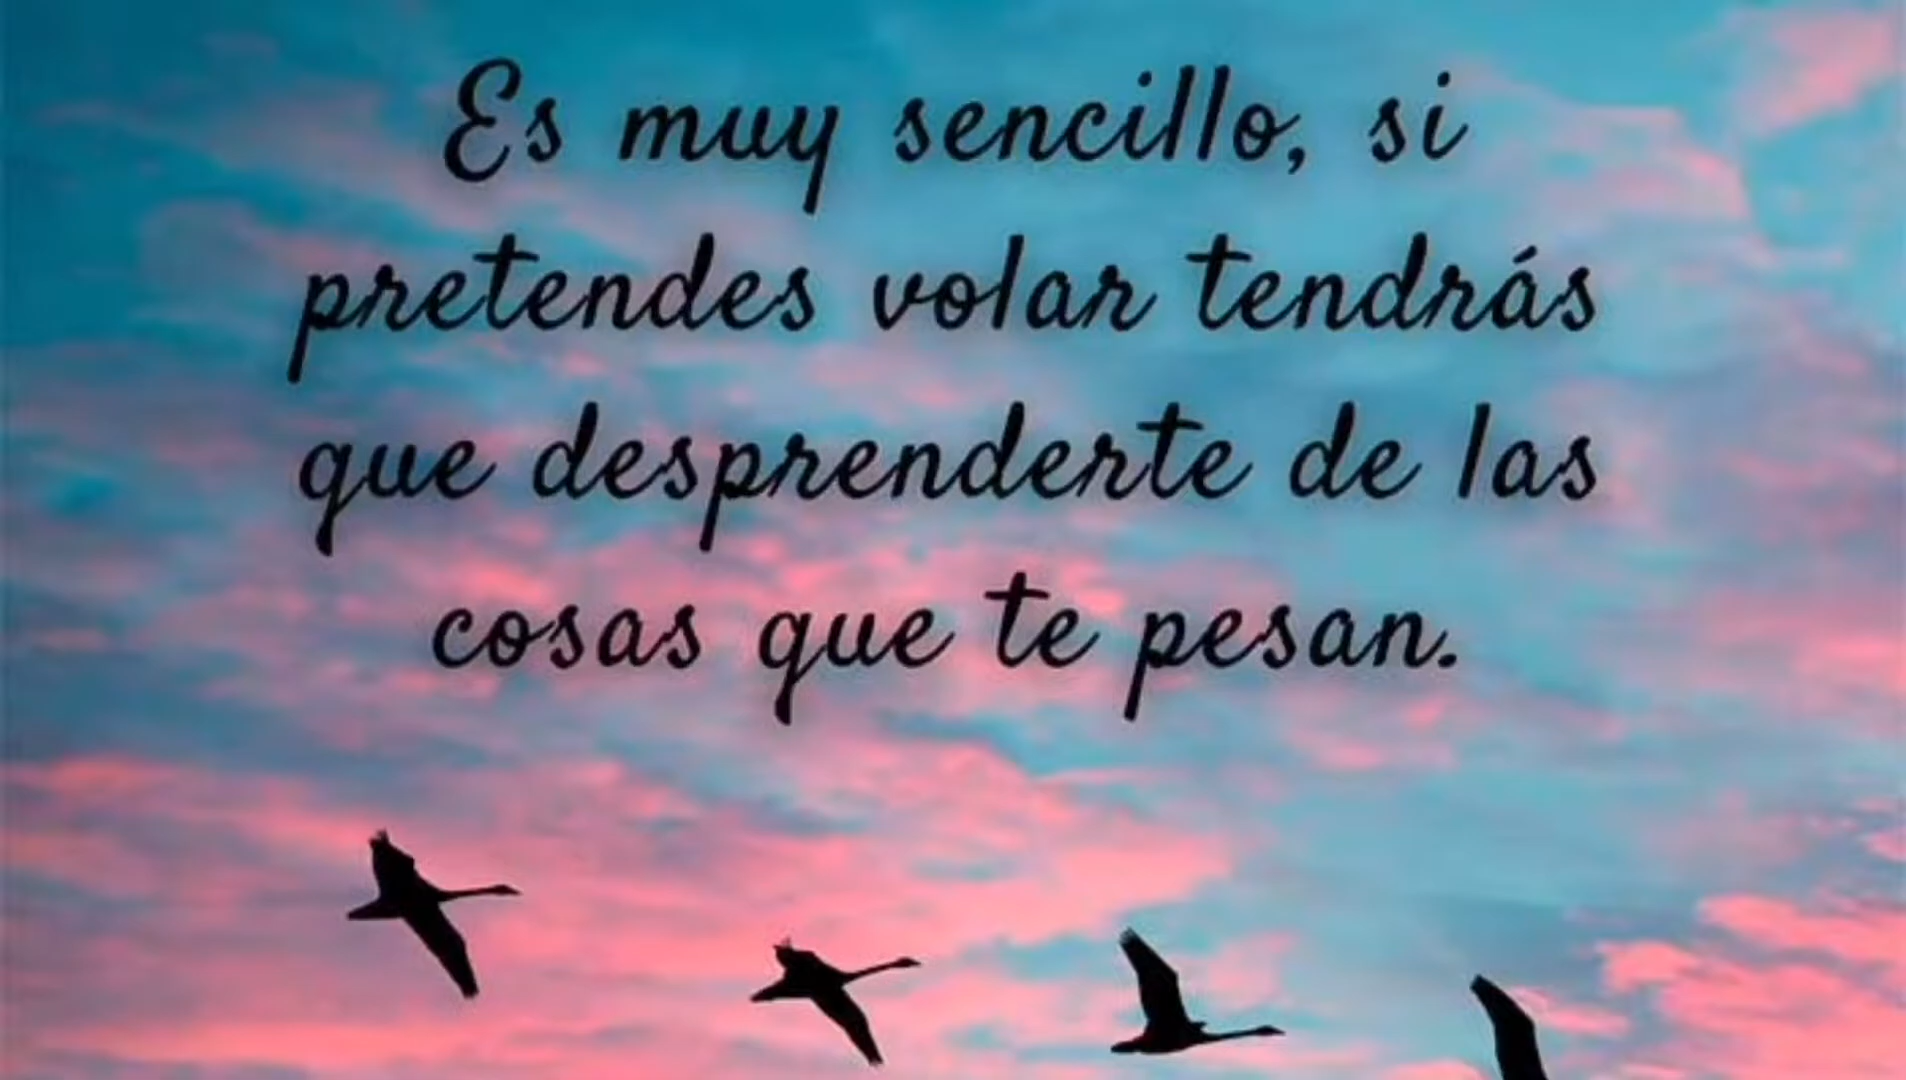 Es muy sencillo, si
pretendes volar tendrás
que desprenderte de las
cosas que te pesan.